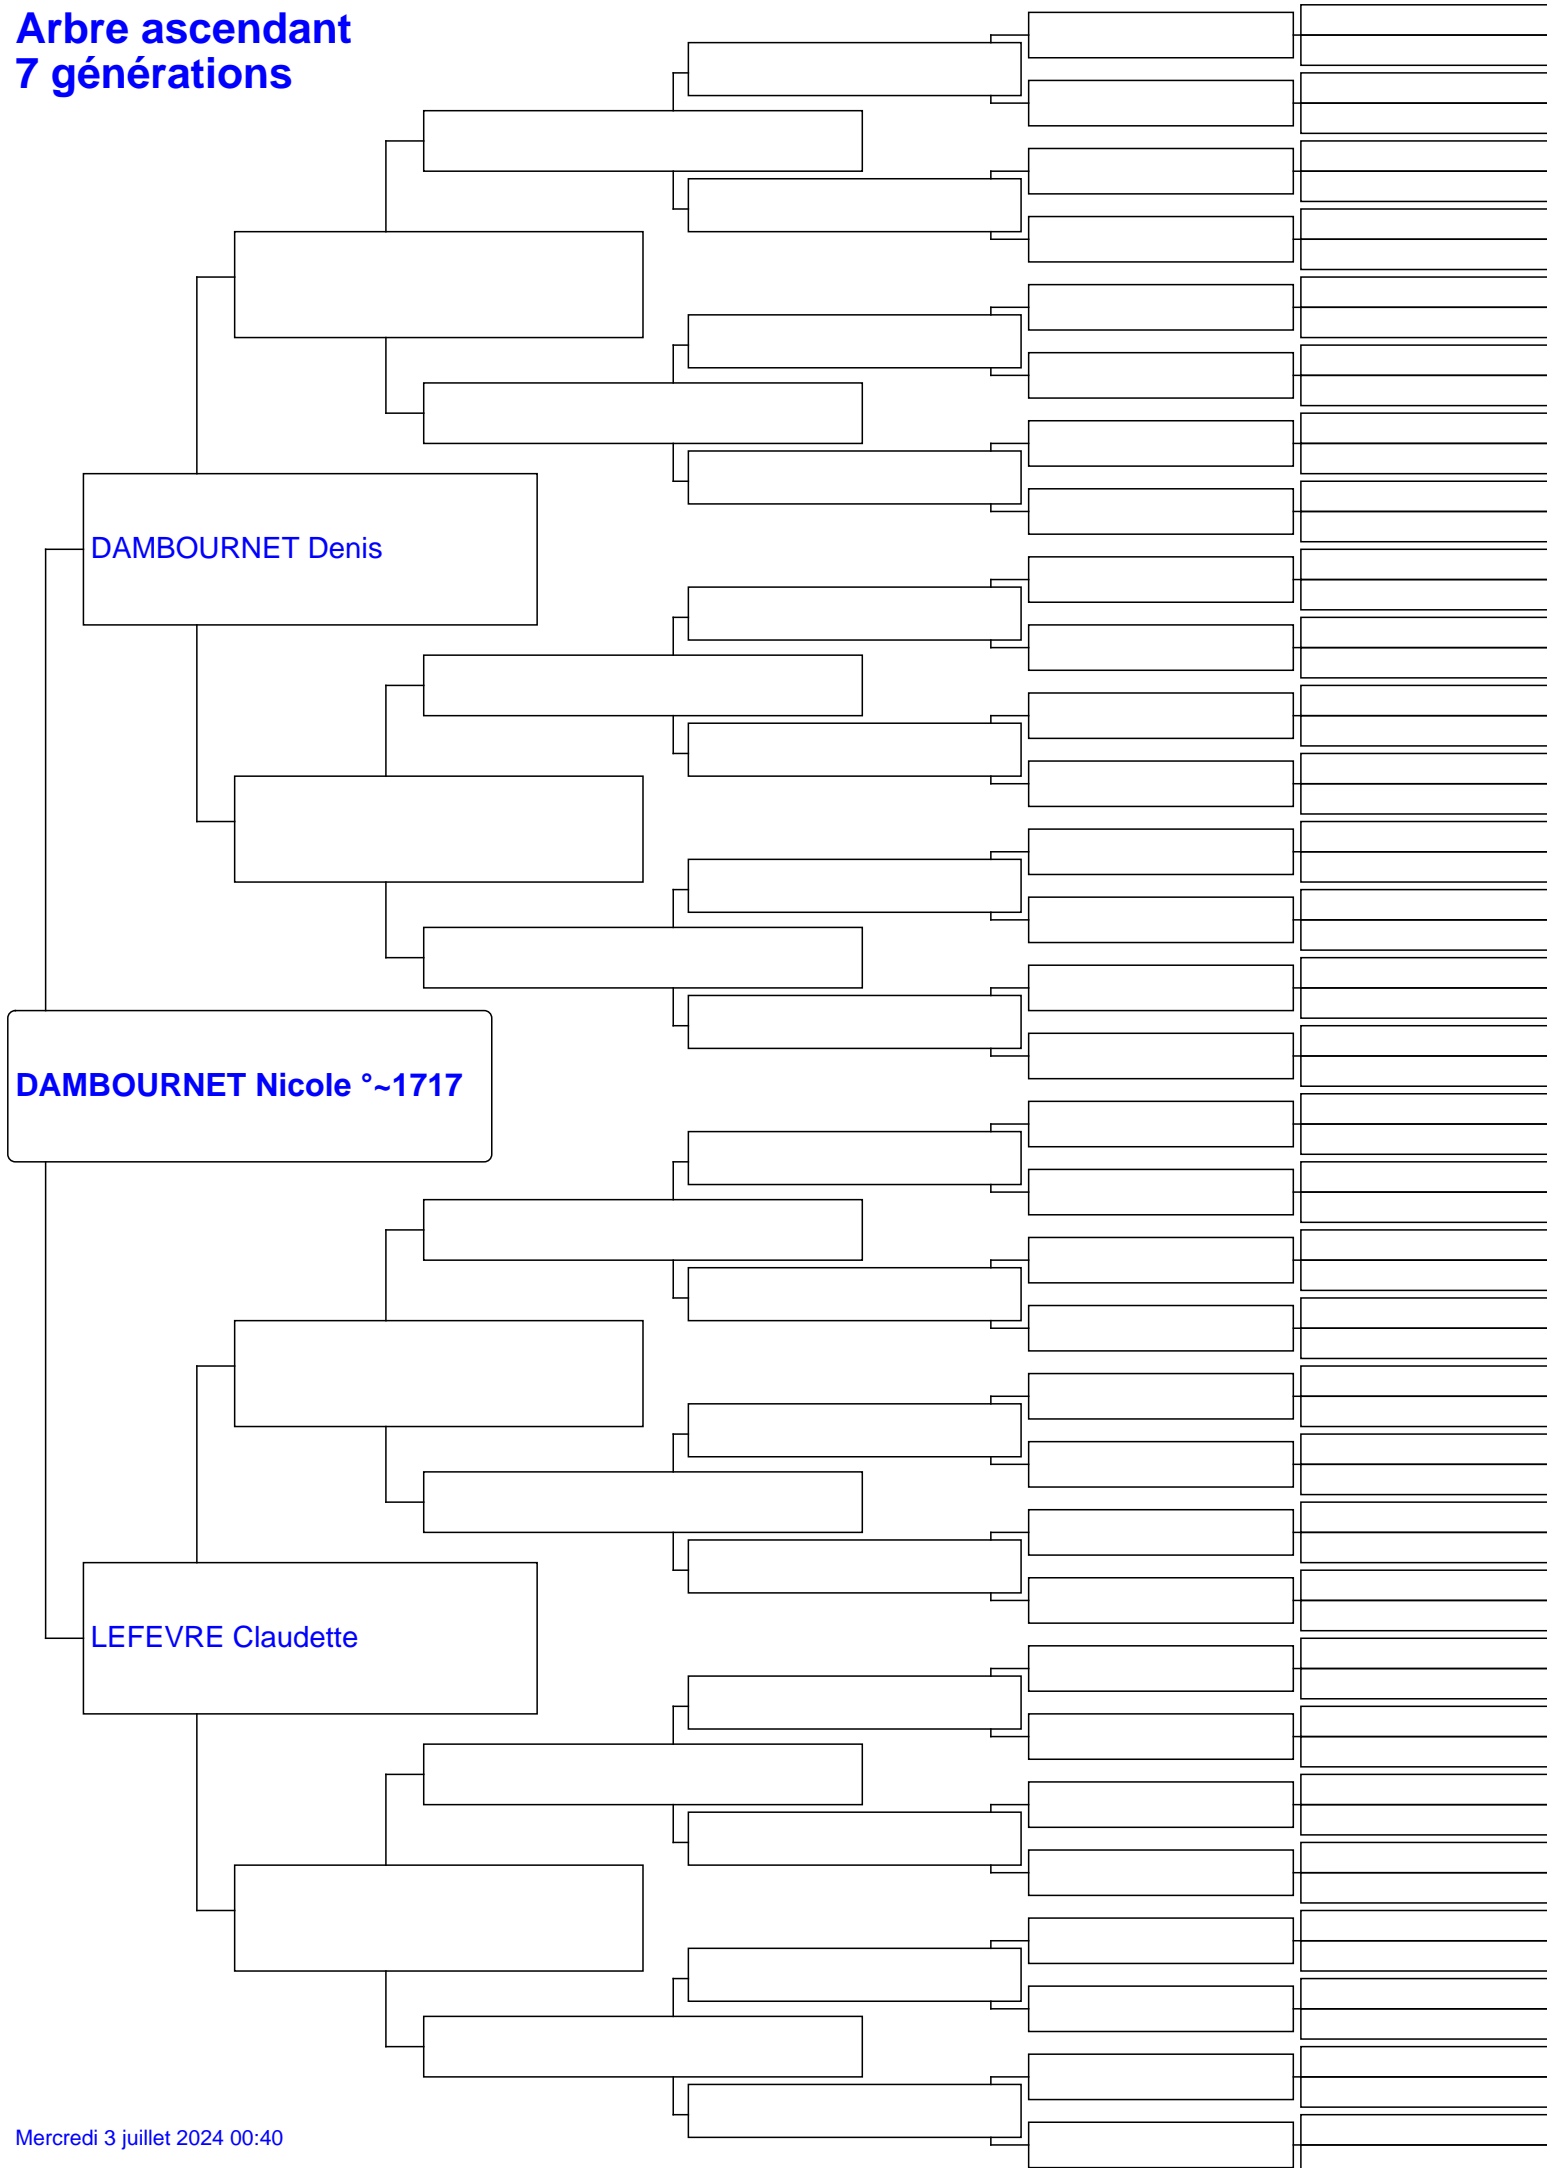 Arbre ascendant
7 générations
DAMBOURNET Denis
DAMBOURNET Nicole °~1717
LEFEVRE Claudette
Mercredi 3 juillet 2024 00:40